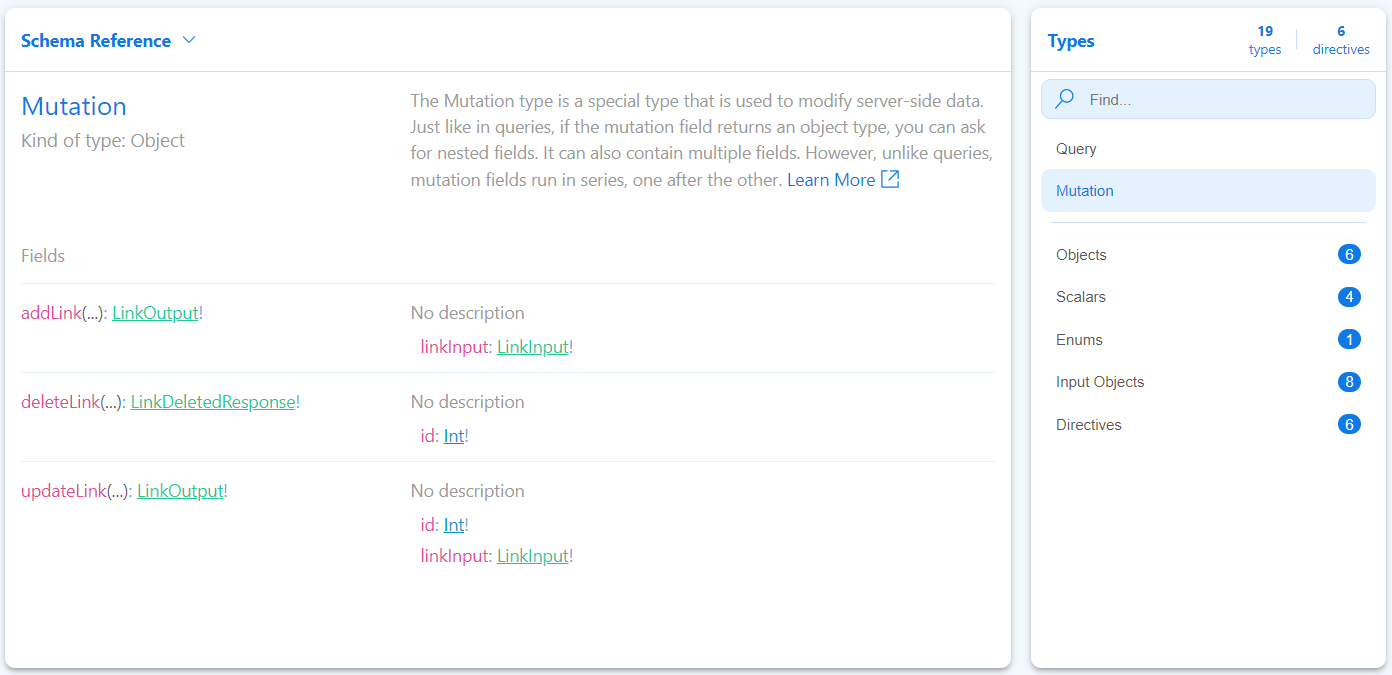 Schema Reference
Mutation
Kind of type: Object
The Mutation type is a special type that is used to modify server-side data.
Just like in queries, if the mutation field returns an object type, you can ask
for nested fields. It can also contain multiple fields. However, unlike queries,
mutation fields run in series, one after the other. Learn More
Fields
addLink(...): LinkOutput!
No description
linkInput: LinkInput!
deleteLink(...): LinkDeletedResponse!
No description
id: Int!
updateLink(...): LinkOutput!
No description
id: Int!
linkInput: LinkInput!
Types
19
types
6
directives
Find...
Query
Mutation
Objects 6
Scalars 4
Enums 1
Input Objects 8
Directives 6